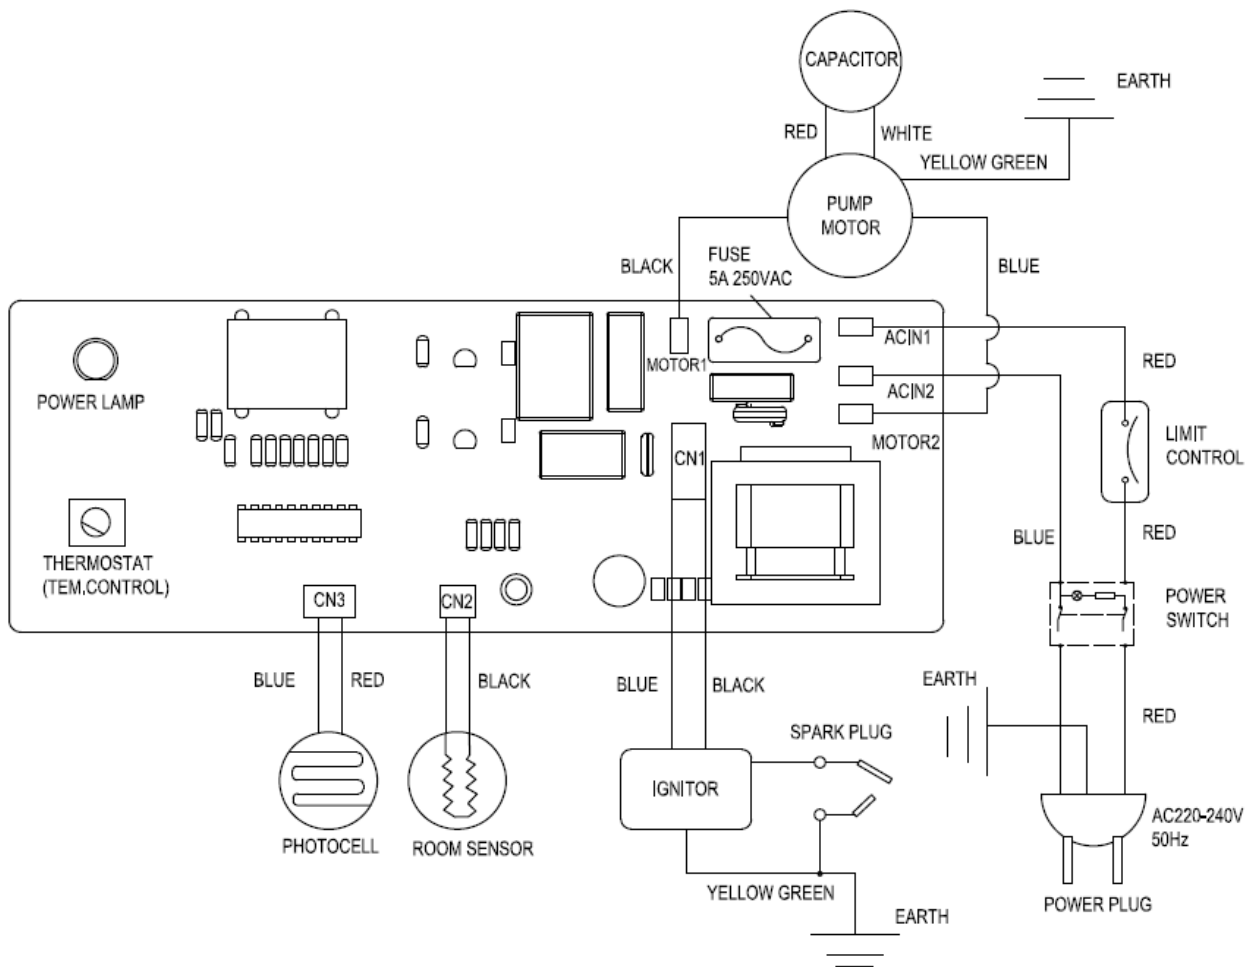 CAPACITOR
EARTH
RED
WHITE
YELLOW GREEN
PUMP
MOTOR
BLACK
FUSE
5A 250VAC
BLUE
ACIN1
MOTOR1
RED
POWER LAMP
ACIN2
LIMIT
CONTROL
MOTOR2
CN1
BLUE
RED
THERMOSTAT
(TEM.CONTROL)
CN3
CN2
POWER
SWITCH
BLUE
RED
BLACK
BLUE
BLACK
EARTH
RED
SPARK PLUG
IGNITOR
AC220-240V
50Hz
PHOTOCELL
ROOM SENSOR
YELLOW GREEN
POWER PLUG
EARTH